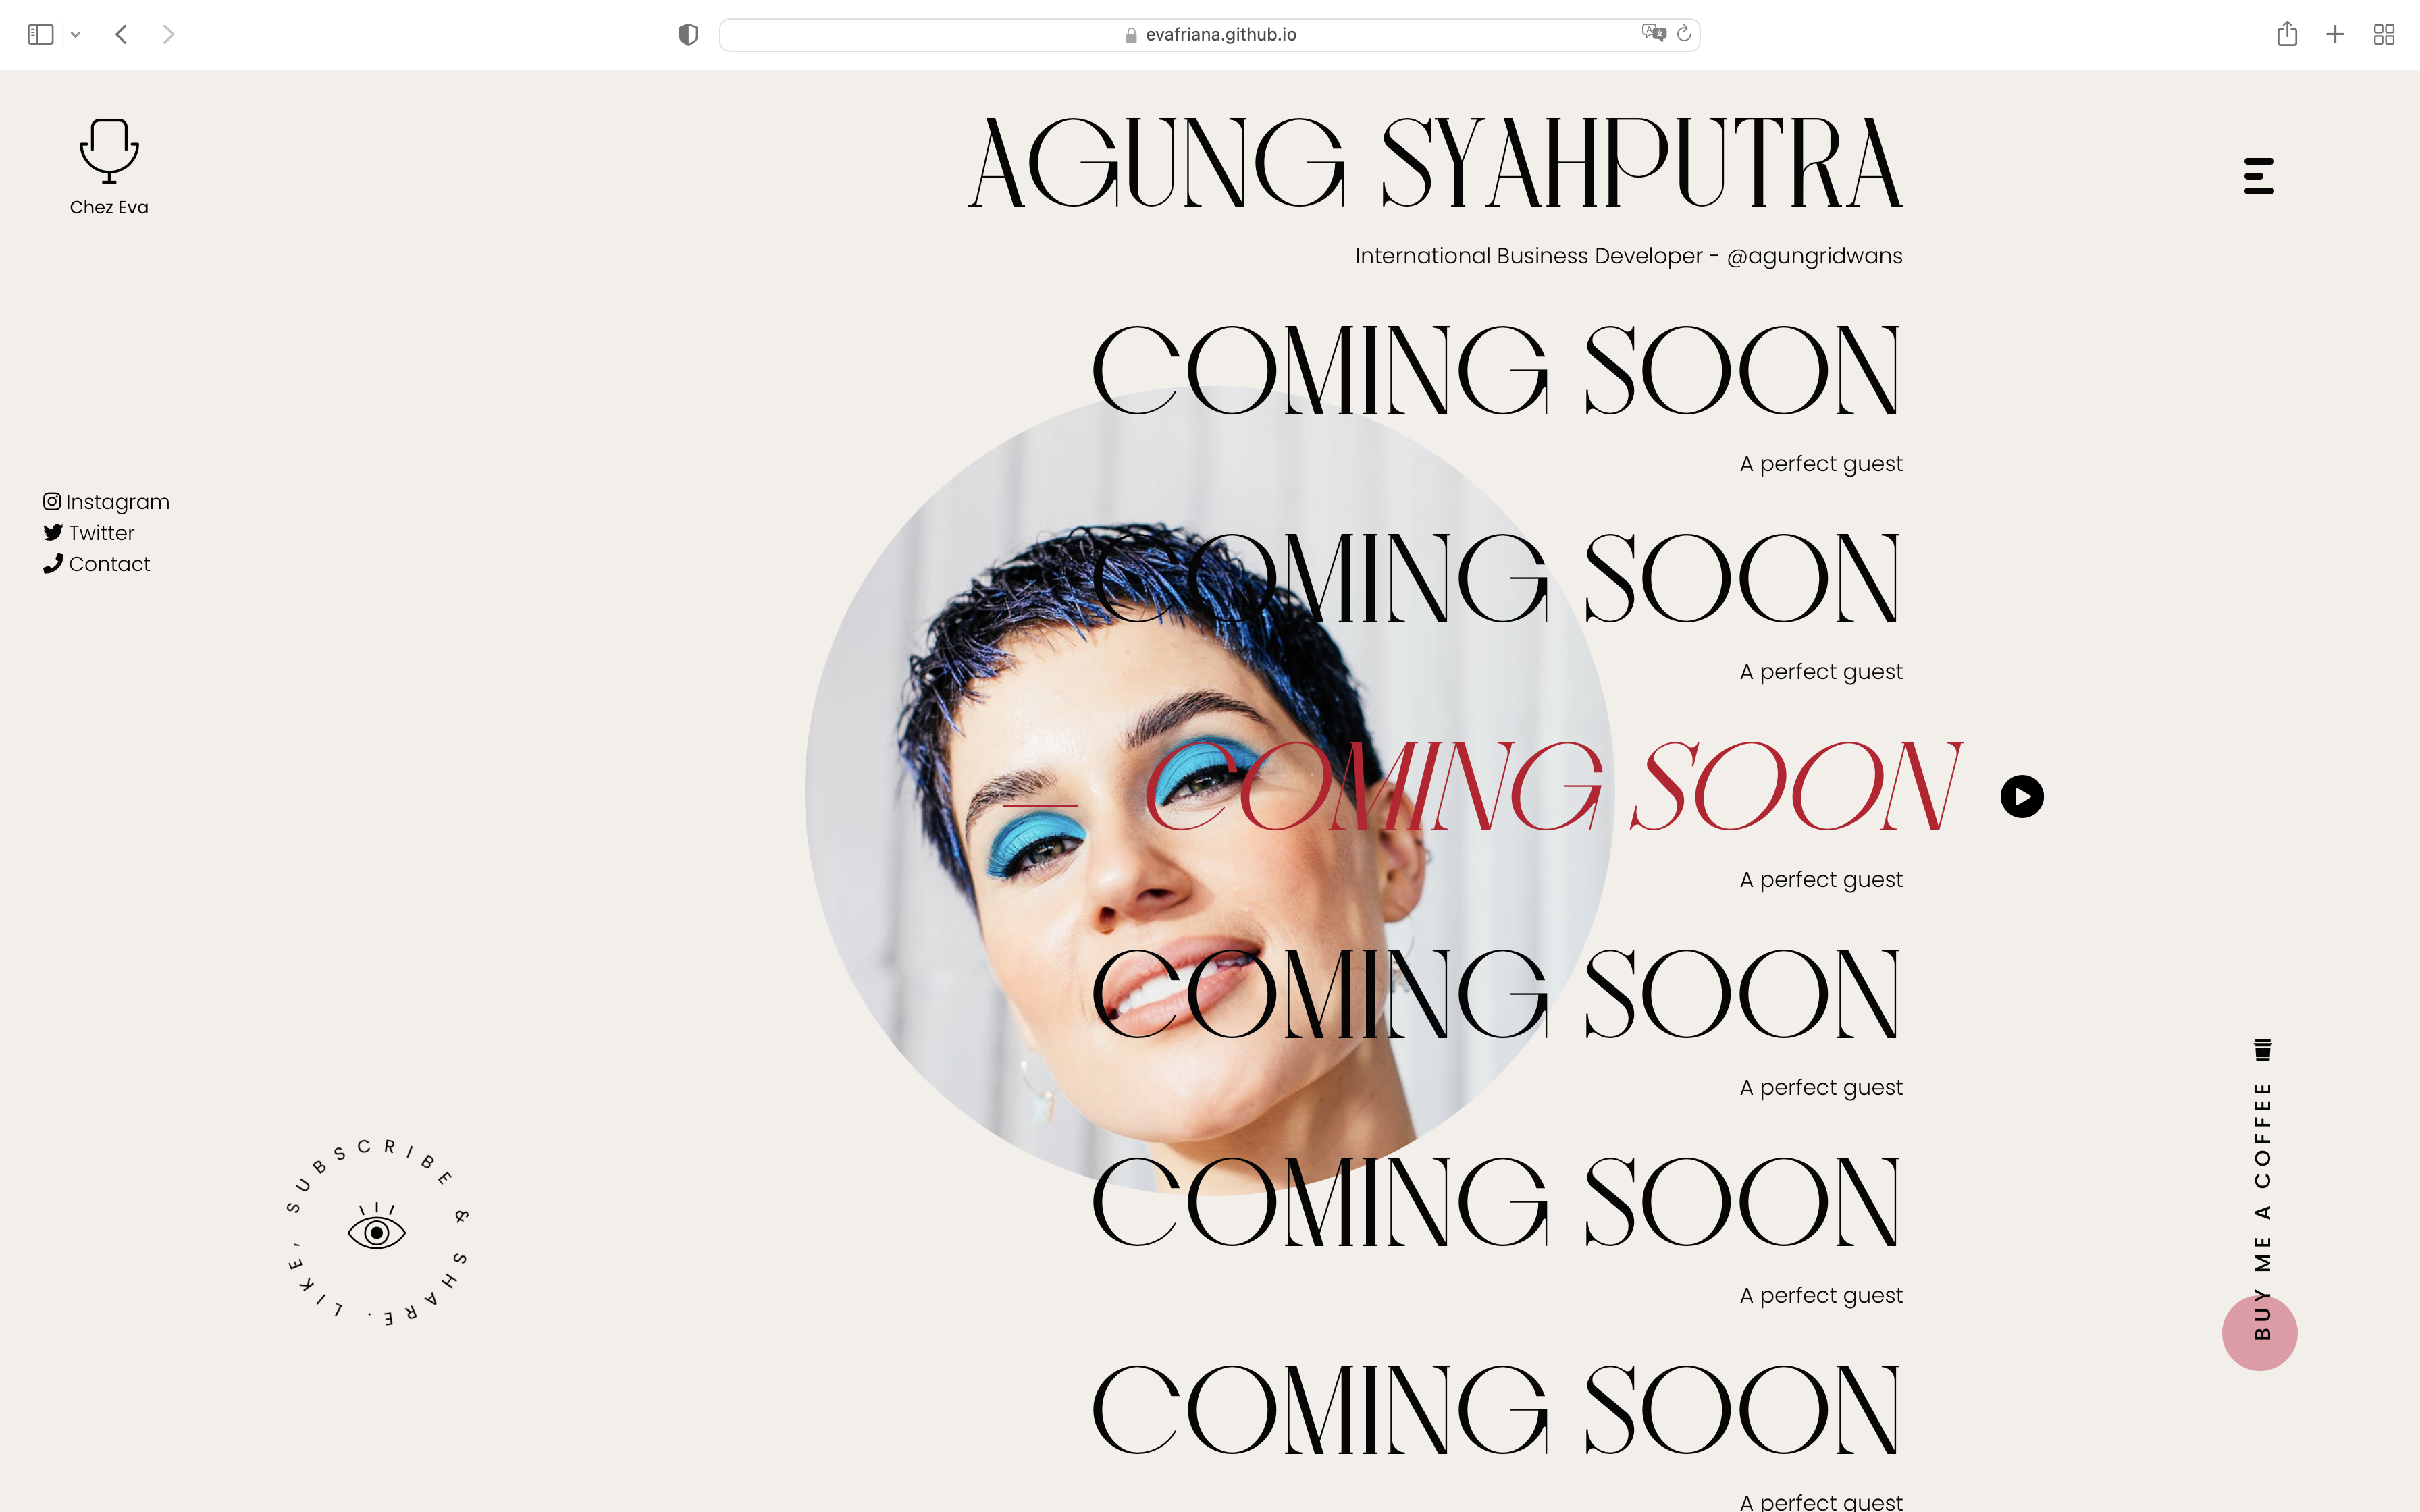 evafriana.github.io
Chez Eva
AGUNG SYAHPUTRA
International Business Developer - @agungridwans
COMING SOON
A perfect guest
Instagram
Twitter
Contact
COMING SOON
A perfect guest
COMING SOON
A perfect guest
COMING SOON
A perfect guest
COMING SOON
A perfect guest
COMING SOON
A perfect guest
LIKE, SUBSCRIBE & SHARE.
BUY ME A COFFEE